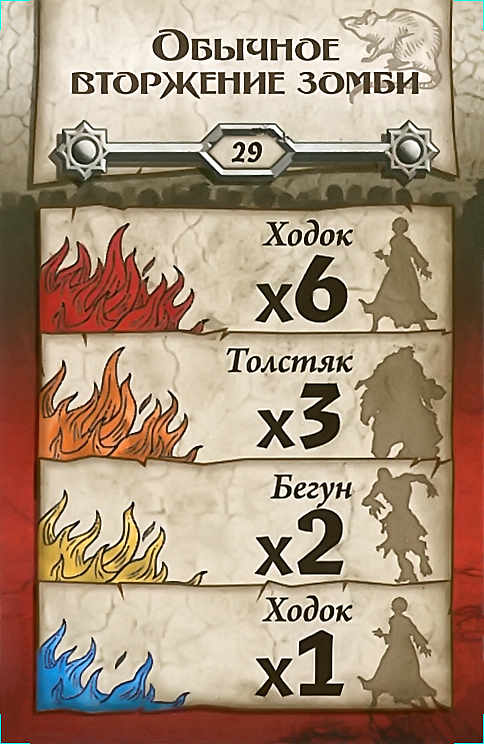 Обычное
вторжение зомби
29
Ходок
x6
Толстяк
x3
Бегун
x2
Ходок
x1